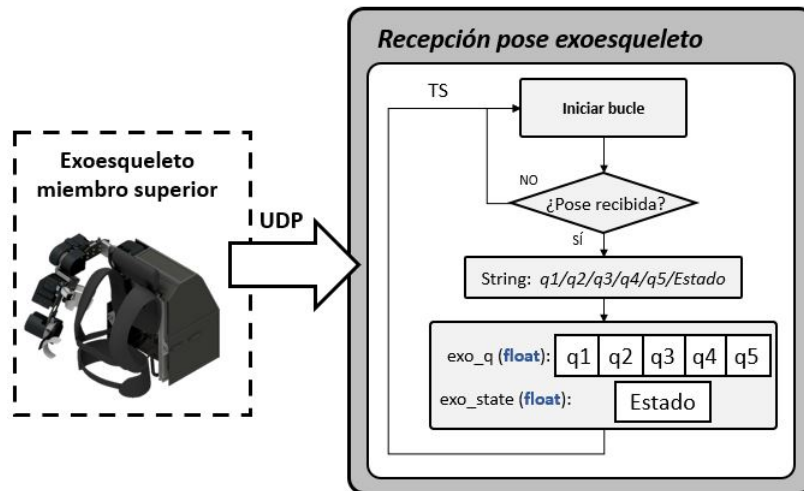 Recepción pose exoesqueleto
Exoesqueleto
miembro superior
UDP
TS
Iniciar bucle
NO
¿Pose recibida?
SÍ
String: q1/q2/q3/q4/q5/Estado
exo_q (float): q1 q2 q3 q4 q5
exo_state (float): Estado